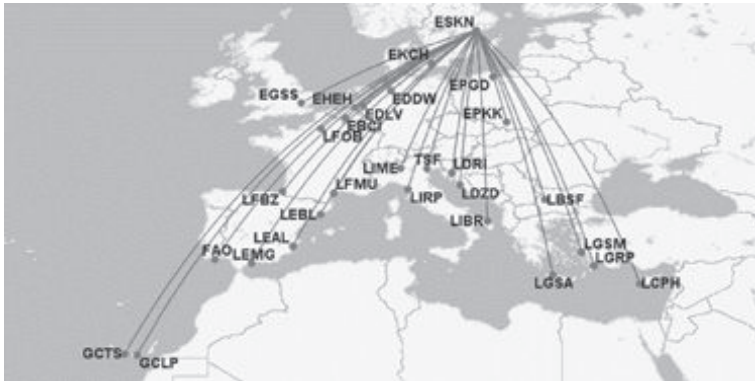 ESKN
EKCH
EPGD
EGSS
EHEH
EDDW
EDLV
EPKK
EBCI
LFOB
LIME
TSF
LDRI
LFMU
LIRP
LDZD
LFBZ
LBSF
LEBL
LIBR
LEAL
FAO
LEMG
LGSM
LGRP
LGSA
LCPH
GCTS
GCLP